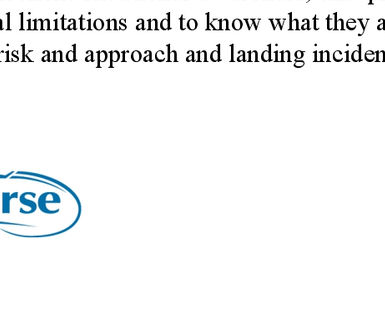 al limitations and to know what they a
risk and approach and landing inciden
rse